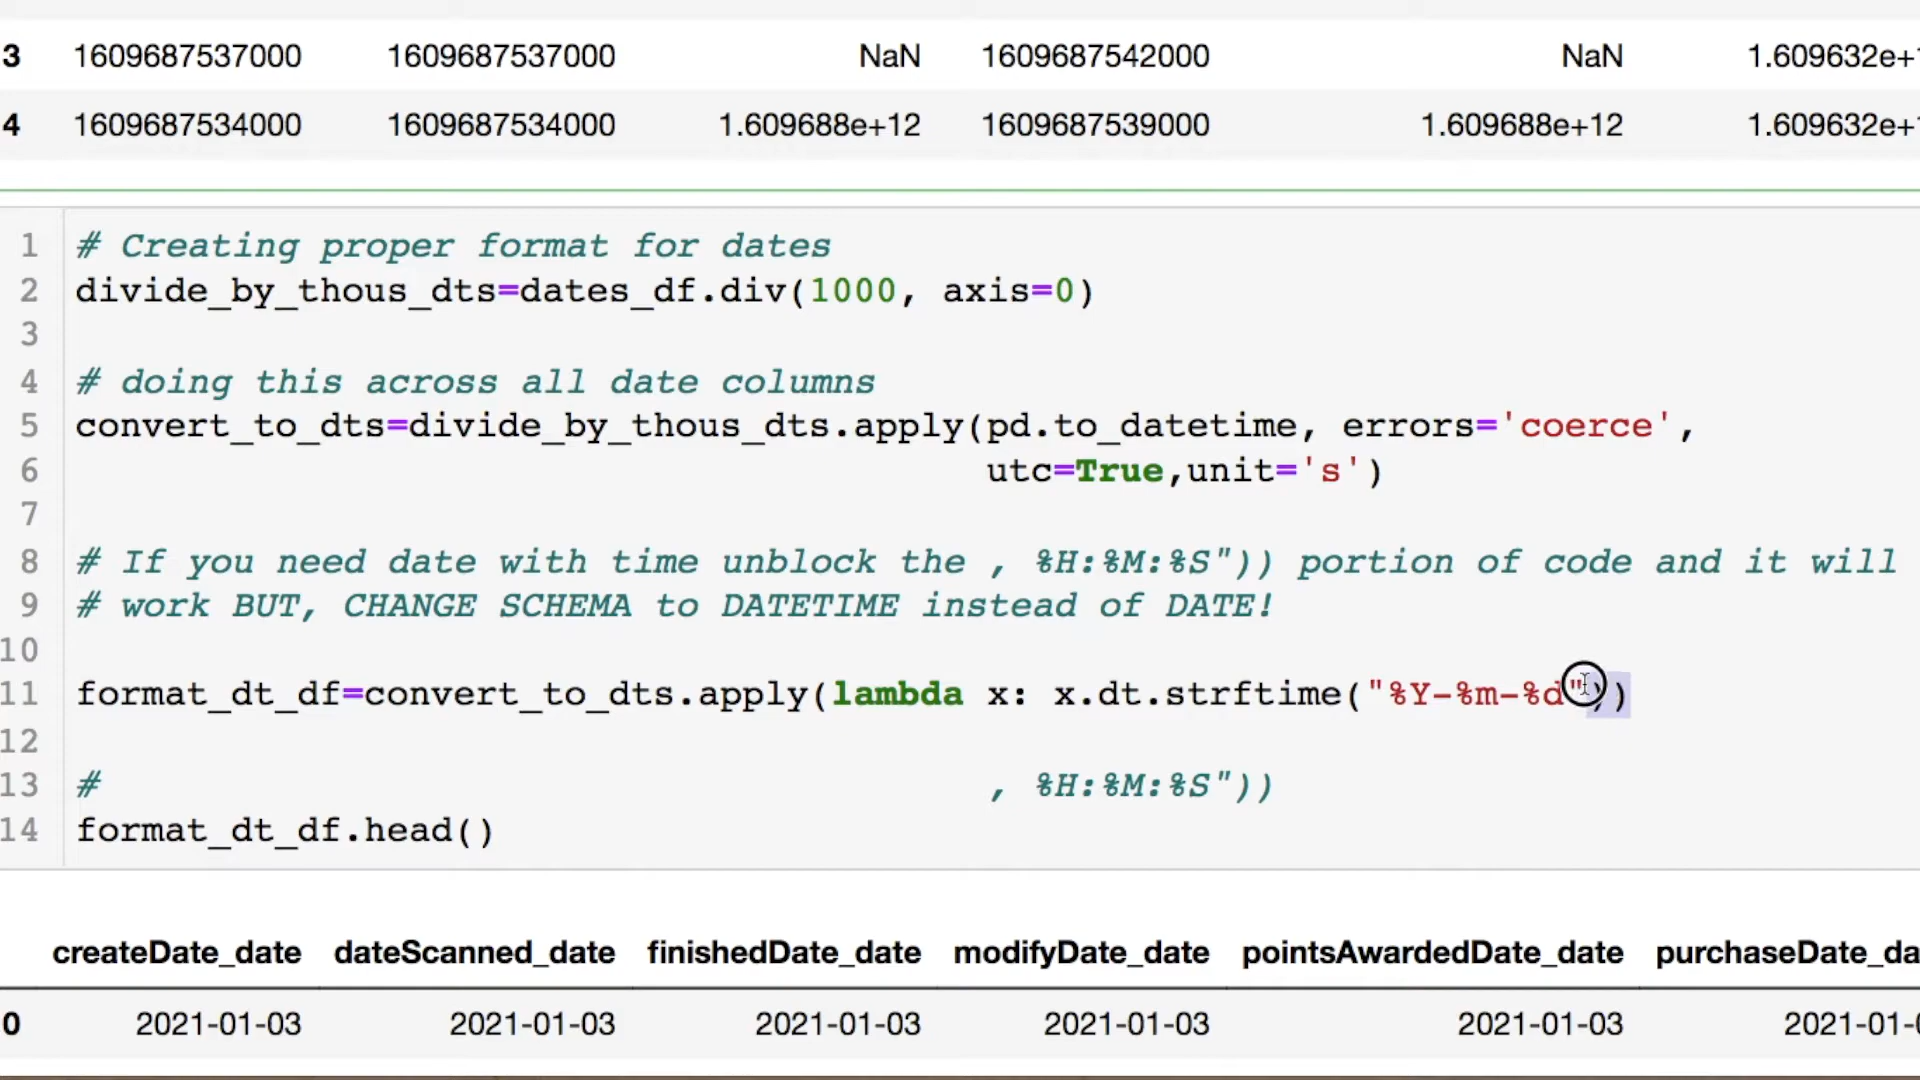 3 1609687537000 1609687537000 NaN 1609687542000 NaN 1.609632e+
4 1609687534000 1609687534000 1.609688e+12 1609687539000 1.609688e+12 1.609632e+
1 # Creating proper format for dates
2 divide_by_thous_dts=dates_df.div(1000, axis=0)
3
4 # doing this across all date columns
5 convert_to_dts=divide_by_thous_dts.apply(pd.to_datetime, errors='coerce',
6 utc=True,unit='s')
7
8 # If you need date with time unblock the , %H:%M:%S")) portion of code and it will
9 # work BUT, CHANGE SCHEMA to DATETIME instead of DATE!
10
11 format_dt_df=convert_to_dts.apply(lambda x: x.dt.strftime("%Y-%m-%d"))
12
13 # , %H:%M:%S"))
14 format_dt_df.head()
createDate_date dateScanned_date finishedDate_date modifyDate_date pointsAwardedDate_date purchaseDate_da
0 2021-01-03 2021-01-03 2021-01-03 2021-01-03 2021-01-03 2021-01-